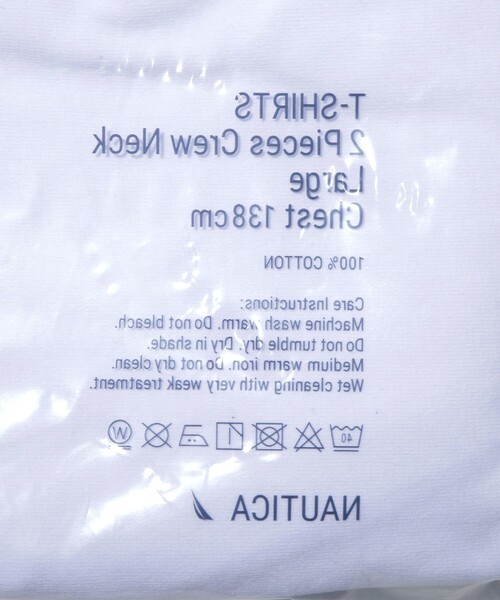 T-SHIRTS
2 Pieces Crew Neck
Large
Chest 138cm
100% COTTON
Care Instructions:
Machine wash warm. Do not bleach.
Do not tumble dry. Dry in shade.
Medium warm iron. Do not dry clean.
Wet cleaning with very weak treatment.
40 W
NAUTICA